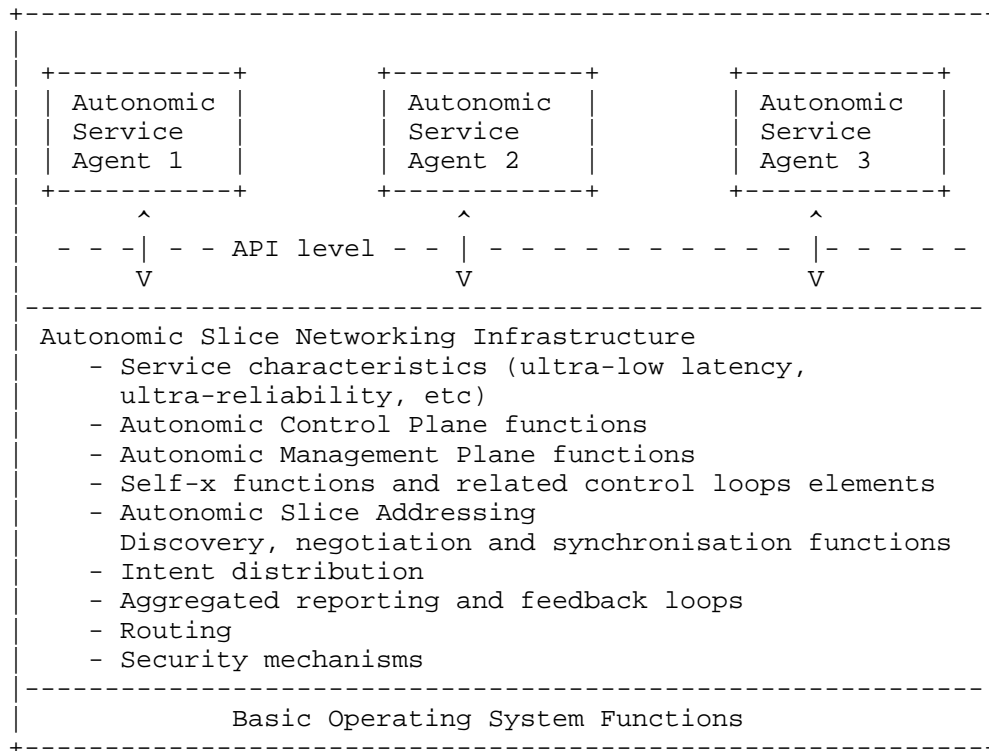 Autonomic Autonomic Autonomic
Service Service Service
Agent 1 Agent 2 Agent 3
^ ^ ^
- - -| - - API level - - | - - - - - - - - - - |- - - - -
V V V
Autonomic Slice Networking Infrastructure
- Service characteristics (ultra-low latency,
ultra-reliability, etc)
- Autonomic Control Plane functions
- Autonomic Management Plane functions
- Self-x functions and related control loops elements
- Autonomic Slice Addressing
Discovery, negotiation and synchronisation functions
- Intent distribution
- Aggregated reporting and feedback loops
- Routing
- Security mechanisms
Basic Operating System Functions